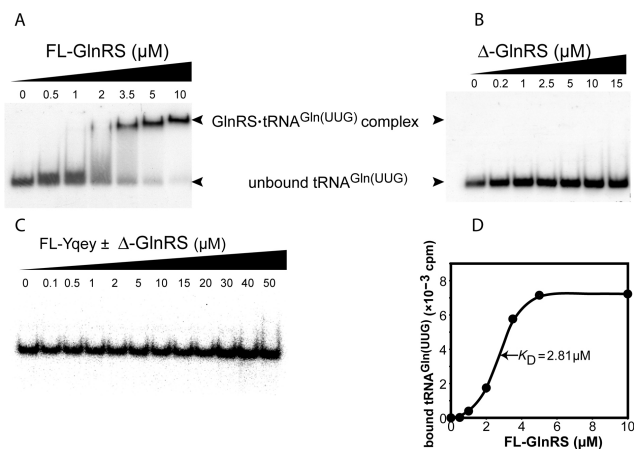 A
FL-GlnRS (µM)
0 0.5 1 2 3.5 5 10
GlnRS·tRNAGln(UUG) complex
unbound tRNAGln(UUG)
B
Δ-GlnRS (µM)
0 0.2 1 2.5 5 10 15
C
FL-Yqey ± Δ-GlnRS (µM)
0 0.1 0.5 1 2 5 10 15 20 30 40 50
D
bound tRNAGln(UUG) (×10−3 cpm)
8
6
4
2
0
KD = 2.81µM
0 2 4 6 8 10
FL-GlnRS (µM)